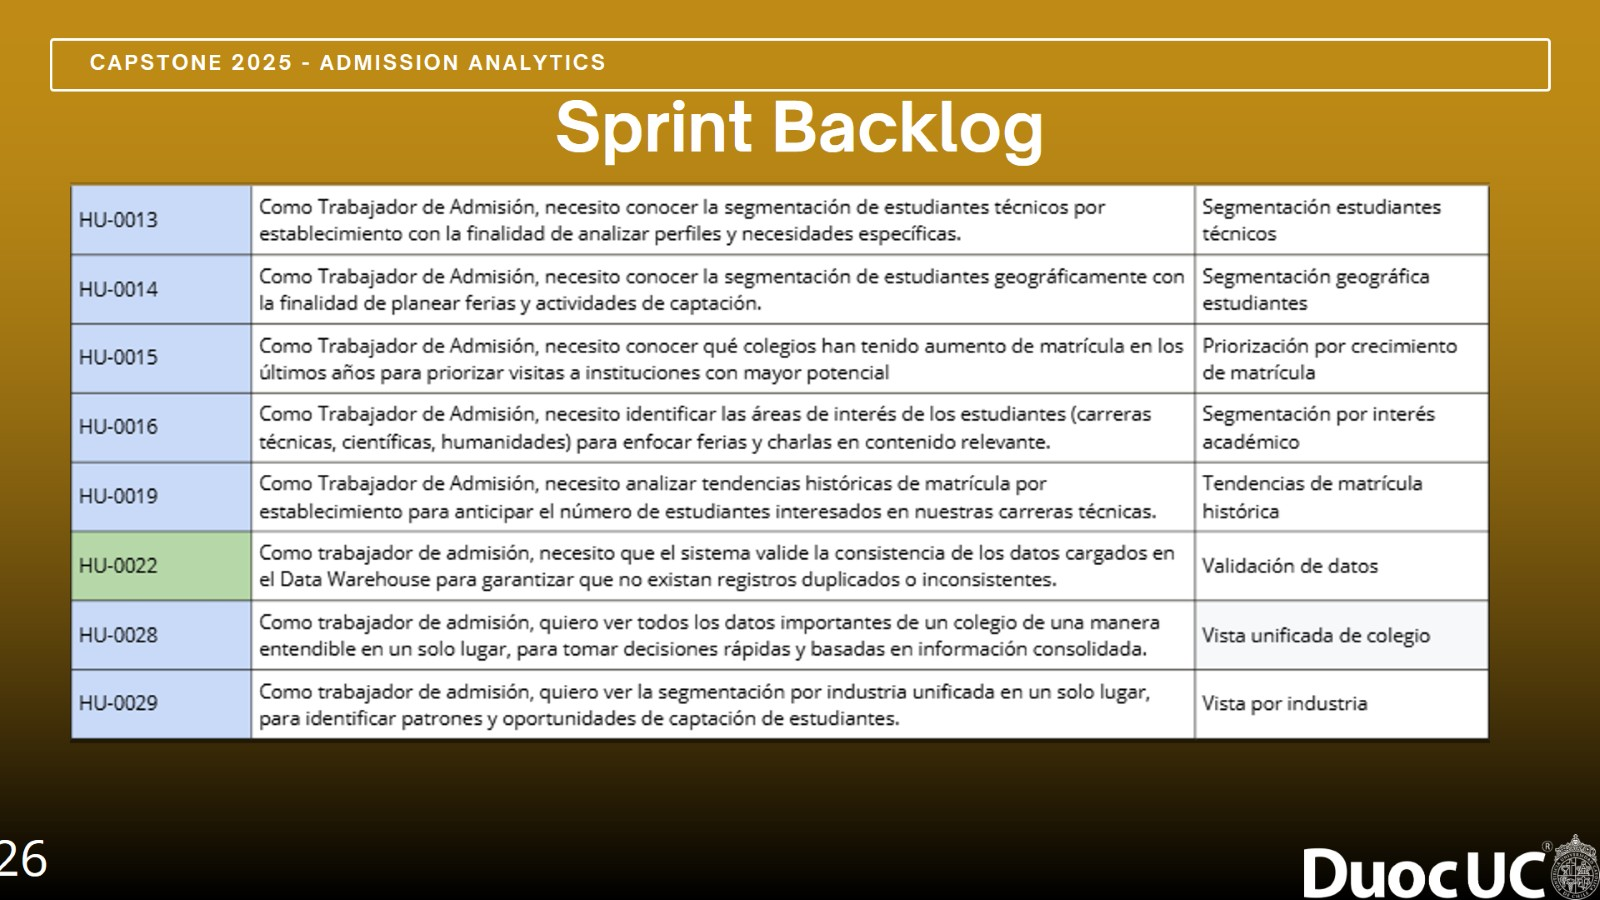 CAPSTONE 2025 - ADMISSION ANALYTICS
Sprint Backlog
HU-0013
Como Trabajador de Admisión, necesito conocer la segmentación de estudiantes técnicos por
establecimiento con la finalidad de analizar perfiles y necesidades específicas.
Segmentación estudiantes
técnicos
HU-0014
Como Trabajador de Admisión, necesito conocer la segmentación de estudiantes geográficamente con
la finalidad de planear ferias y actividades de captación.
Segmentación geográfica
estudiantes
HU-0015
Como Trabajador de Admisión, necesito conocer qué colegios han tenido aumento de matrícula en los
últimos años para priorizar visitas a instituciones con mayor potencial
Priorización por crecimiento
de matrícula
HU-0016
Como Trabajador de Admisión, necesito identificar las áreas de interés de los estudiantes (carreras
técnicas, científicas, humanidades) para enfocar ferias y charlas en contenido relevante.
Segmentación por interés
académico
HU-0019
Como Trabajador de Admisión, necesito analizar tendencias históricas de matrícula por
establecimiento para anticipar el número de estudiantes interesados en nuestras carreras técnicas.
Tendencias de matrícula
histórica
HU-0022
Como trabajador de admisión, necesito que el sistema valide la consistencia de los datos cargados en
el Data Warehouse para garantizar que no existan registros duplicados o inconsistentes.
Validación de datos
HU-0028
Como trabajador de admisión, quiero ver todos los datos importantes de un colegio de una manera
entendible en un solo lugar, para tomar decisiones rápidas y basadas en información consolidada.
Vista unificada de colegio
HU-0029
Como trabajador de admisión, quiero ver la segmentación por industria unificada en un solo lugar,
para identificar patrones y oportunidades de captación de estudiantes.
Vista por industria
26
DuocUC®